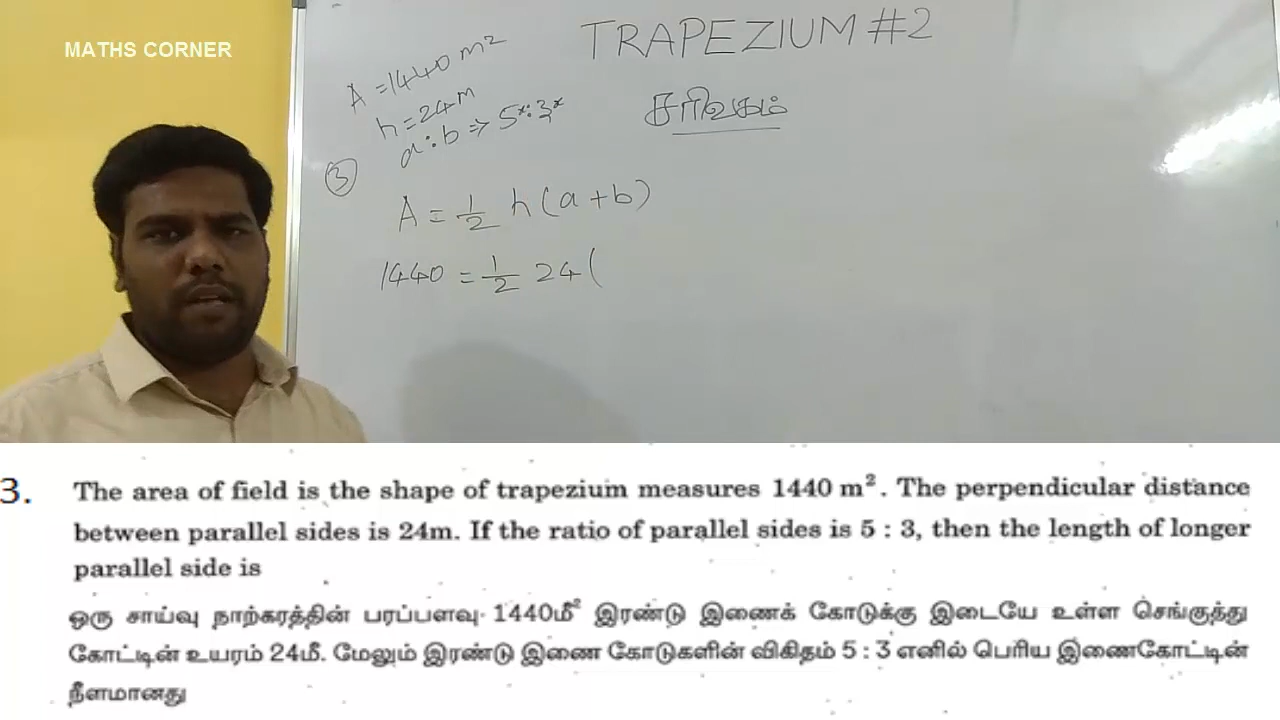 MATHS CORNER
TRAPEZIUM #2
சரிவகம்
A = 1440 m²
h = 24 m
a : b ⇒ 5ˣ : 3ˣ
③
A = 1/2 h (a + b)
1440 = 1/2 24 (
3. The area of field is the shape of trapezium measures 1440 m². The perpendicular distance
between parallel sides is 24m. If the ratio of parallel sides is 5 : 3, then the length of longer
parallel side is
ஒரு சாய்வு நாற்கரத்தின் பரப்பளவு 1440மீ² இரண்டு இணைக் கோடுக்கு இடையே உள்ள செங்குத்து
கோட்டின் உயரம் 24மீ. மேலும் இரண்டு இணை கோடுகளின் விகிதம் 5 : 3 எனில் பெரிய இணைகோட்டின்
நீளமானது